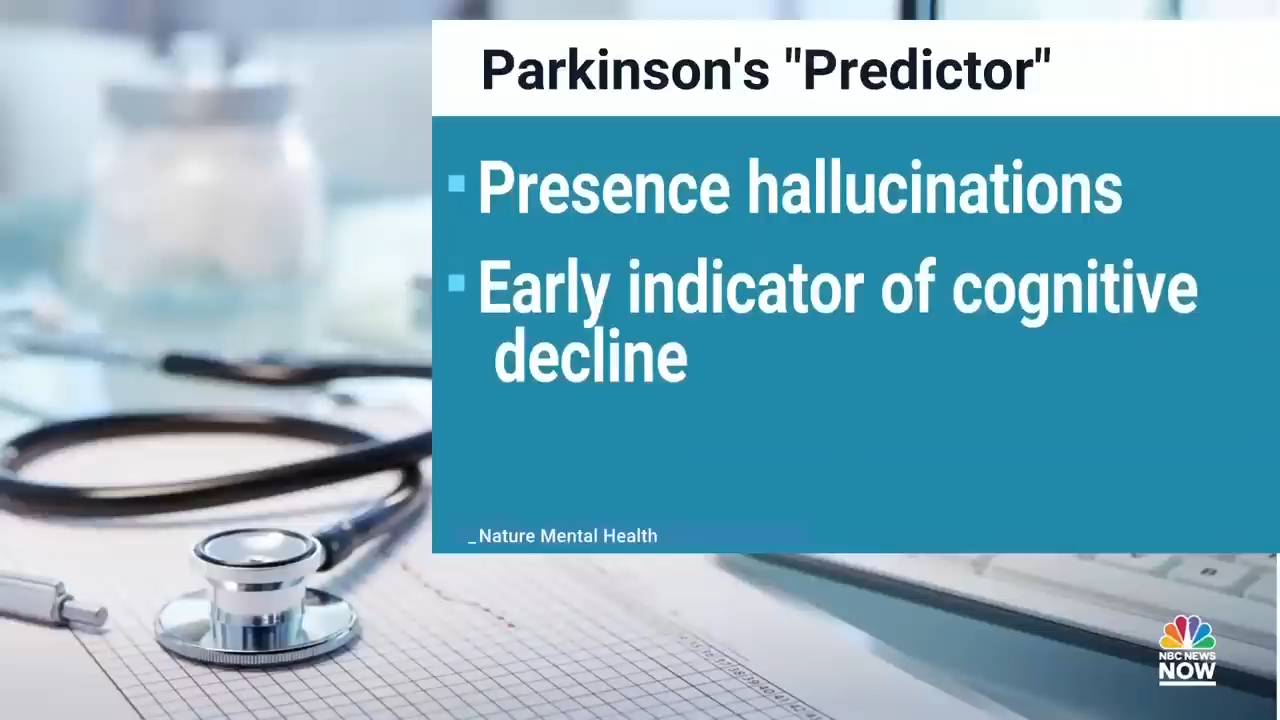 Parkinson's "Predictor"
Presence hallucinations
Early indicator of cognitive
decline
_Nature Mental Health
NBC NEWS
NOW